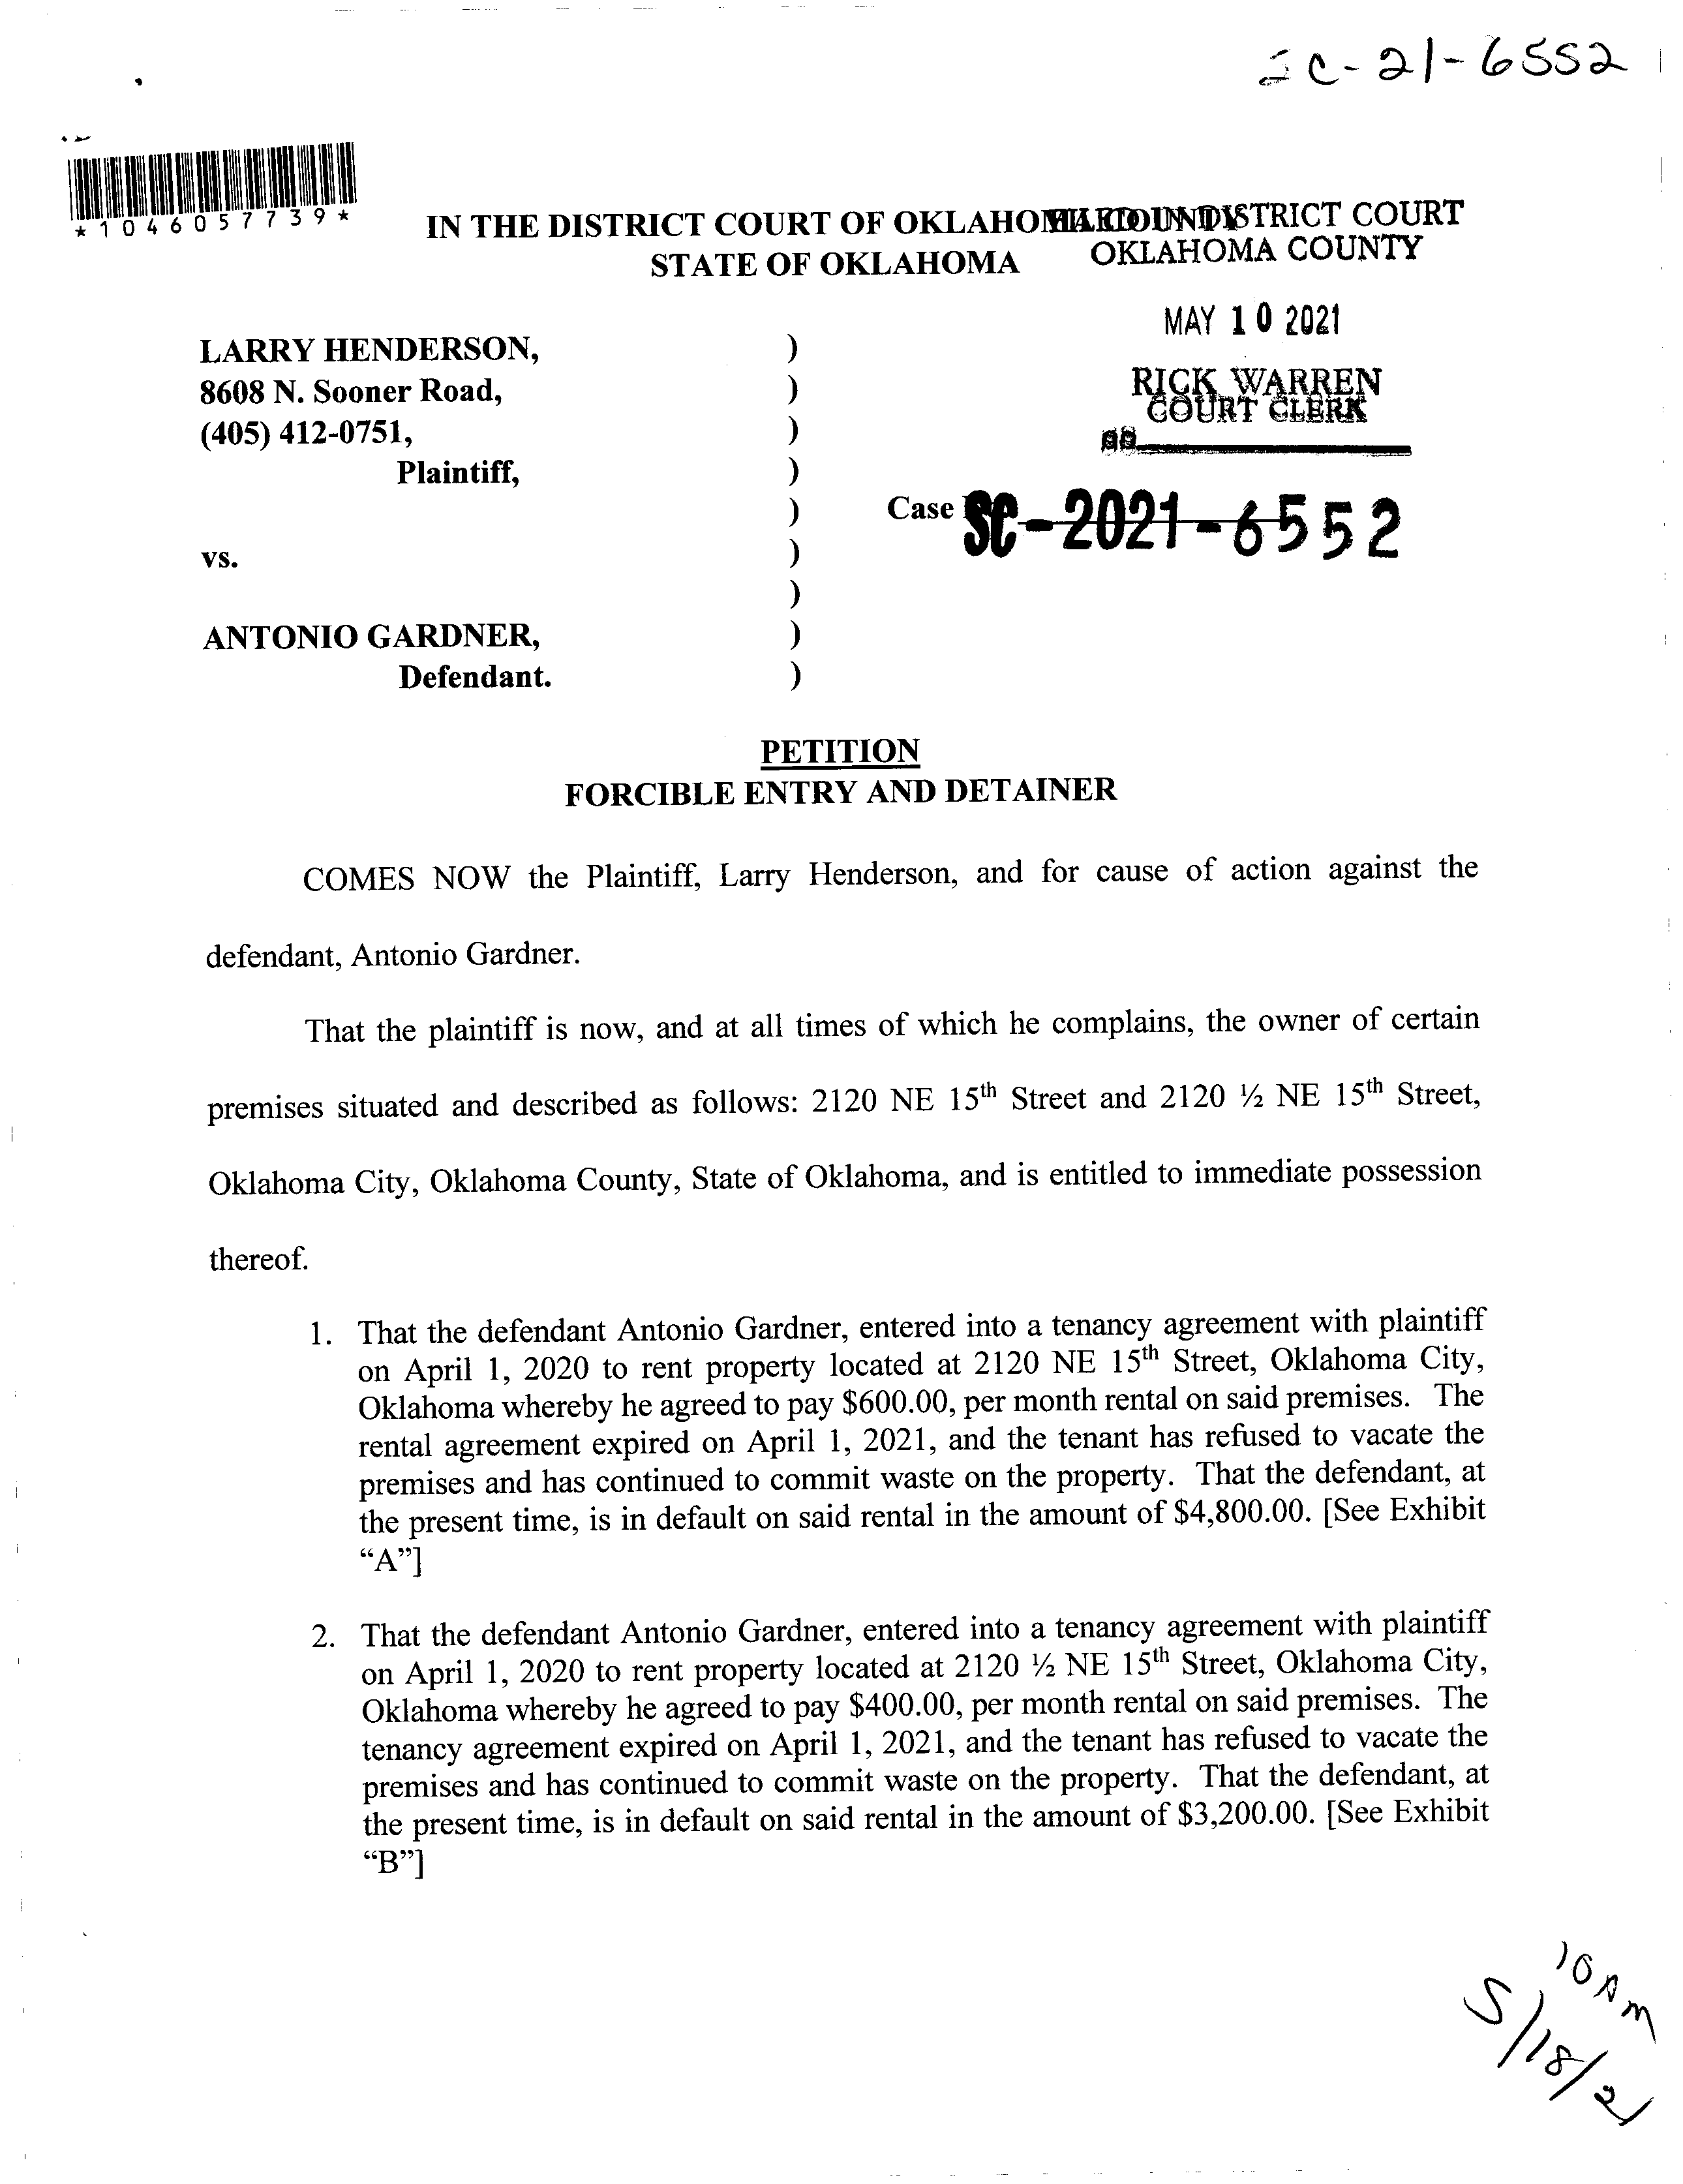 SC-21-6552
*1046057739*
IN THE DISTRICT COURT OF OKLAHOMA COUNTY
STATE OF OKLAHOMA
FILED IN DISTRICT COURT
OKLAHOMA COUNTY
MAY 10 2021
RICK WARREN
COURT CLERK
LARRY HENDERSON, )
8608 N. Sooner Road, )
(405) 412-0751, )
Plaintiff, )
) Case SC-2021-6552
vs. )
)
ANTONIO GARDNER, )
Defendant. )
PETITION
FORCIBLE ENTRY AND DETAINER
COMES NOW the Plaintiff, Larry Henderson, and for cause of action against the
defendant, Antonio Gardner.
That the plaintiff is now, and at all times of which he complains, the owner of certain
premises situated and described as follows: 2120 NE 15th Street and 2120 ½ NE 15th Street,
Oklahoma City, Oklahoma County, State of Oklahoma, and is entitled to immediate possession
thereof.
1. That the defendant Antonio Gardner, entered into a tenancy agreement with plaintiff
on April 1, 2020 to rent property located at 2120 NE 15th Street, Oklahoma City,
Oklahoma whereby he agreed to pay $600.00, per month rental on said premises. The
rental agreement expired on April 1, 2021, and the tenant has refused to vacate the
premises and has continued to commit waste on the property. That the defendant, at
the present time, is in default on said rental in the amount of $4,800.00. [See Exhibit
“A”]
2. That the defendant Antonio Gardner, entered into a tenancy agreement with plaintiff
on April 1, 2020 to rent property located at 2120 ½ NE 15th Street, Oklahoma City,
Oklahoma whereby he agreed to pay $400.00, per month rental on said premises. The
tenancy agreement expired on April 1, 2021, and the tenant has refused to vacate the
premises and has continued to commit waste on the property. That the defendant, at
the present time, is in default on said rental in the amount of $3,200.00. [See Exhibit
“B”]
10 AM
5/18/21